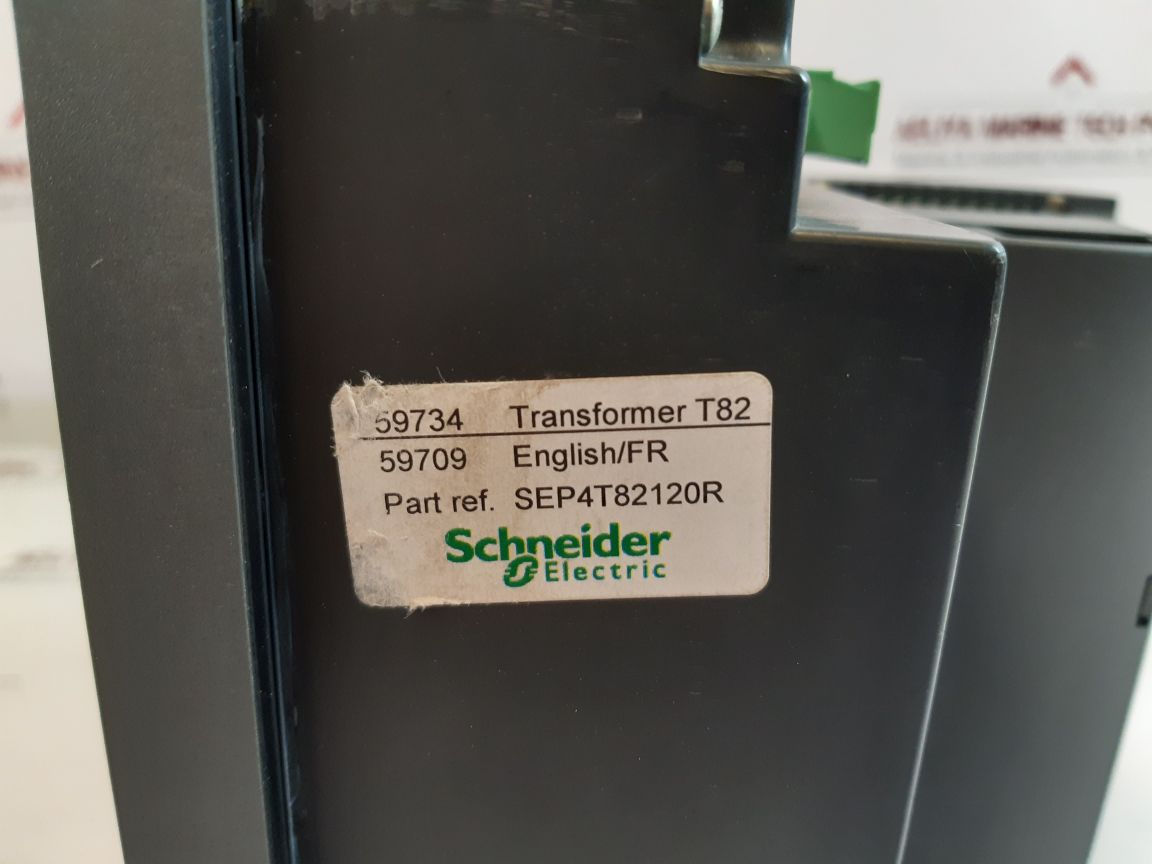 59734 Transformer T82
59709 English/FR
Part ref. SEP4T82120R
Schneider
Electric